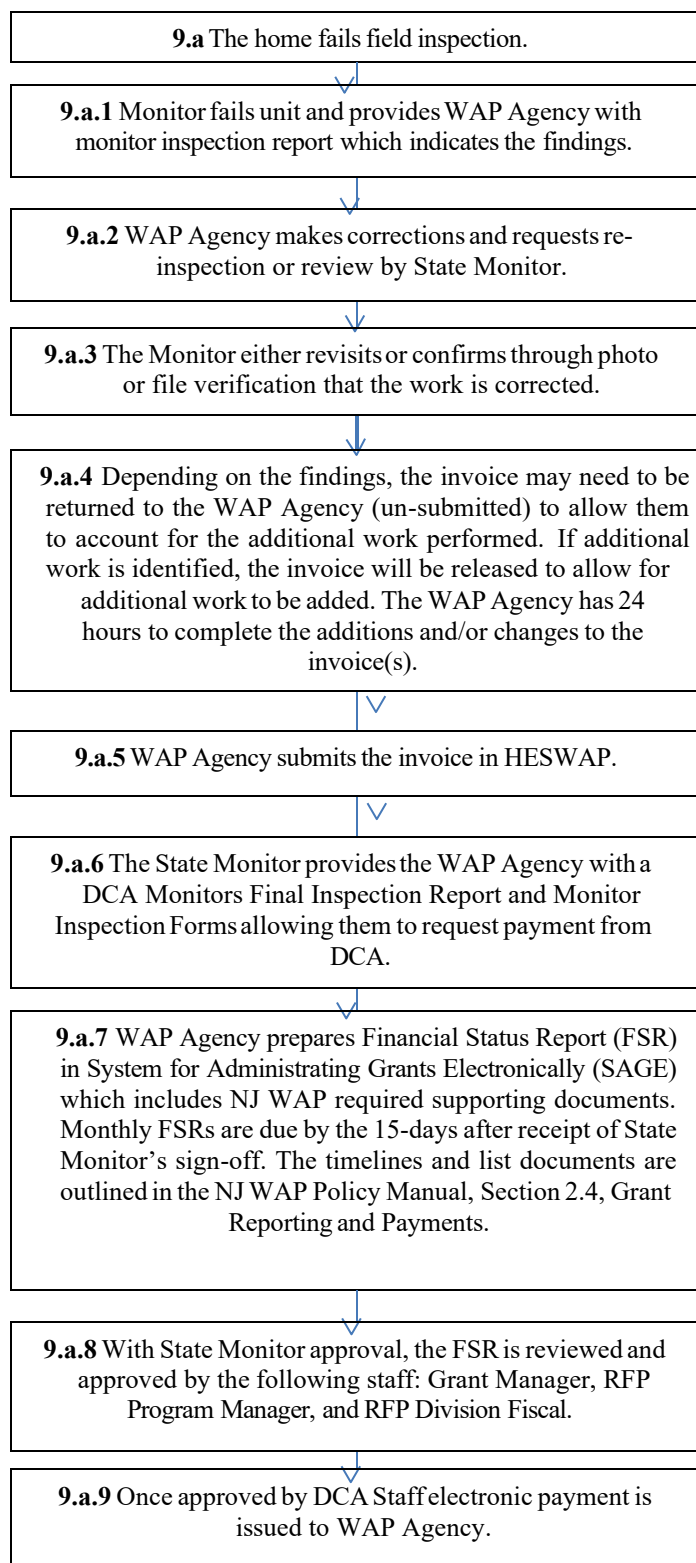 9.a The home fails field inspection.
9.a.1 Monitor fails unit and provides WAP Agency with
monitor inspection report which indicates the findings.
9.a.2 WAP Agency makes corrections and requests re-
inspection or review by State Monitor.
9.a.3 The Monitor either revisits or confirms through photo
or file verification that the work is corrected.
9.a.4 Depending on the findings, the invoice may need to be
returned to the WAP Agency (un-submitted) to allow them
to account for the additional work performed. If additional
work is identified, the invoice will be released to allow for
additional work to be added. The WAP Agency has 24
hours to complete the additions and/or changes to the
invoice(s).
9.a.5 WAP Agency submits the invoice in HESWAP.
9.a.6 The State Monitor provides the WAP Agency with a
DCA Monitors Final Inspection Report and Monitor
Inspection Forms allowing them to request payment from
DCA.
9.a.7 WAP Agency prepares Financial Status Report (FSR)
in System for Administrating Grants Electronically (SAGE)
which includes NJ WAP required supporting documents.
Monthly FSRs are due by the 15-days after receipt of State
Monitor's sign-off. The timelines and list documents are
outlined in the NJ WAP Policy Manual, Section 2.4, Grant
Reporting and Payments.
9.a.8 With State Monitor approval, the FSR is reviewed and
approved by the following staff: Grant Manager, RFP
Program Manager, and RFP Division Fiscal.
9.a.9 Once approved by DCA Staff electronic payment is
issued to WAP Agency.